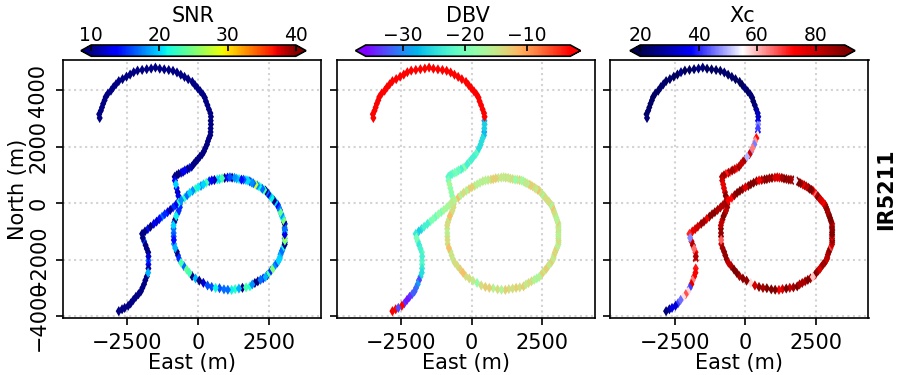 SNR DBV Xc
10 20 30 40 −30 −20 −10 20 40 60 80
4000
2000
0
−2000
−4000
North (m)
IR5211
−2500 0 2500 −2500 0 2500 −2500 0 2500
East (m) East (m) East (m)